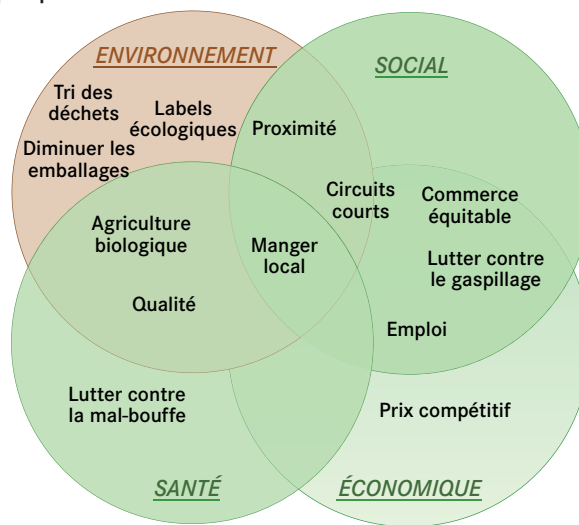 ENVIRONNEMENT
SOCIAL
Tri des
déchets
Labels
écologiques
Proximité
Diminuer les
emballages
Circuits
courts
Commerce
équitable
Agriculture
biologique
Manger
local
Lutter contre
le gaspillage
Qualité
Emploi
Lutter contre
la mal-bouffe
Prix compétitif
SANTÉ
ÉCONOMIQUE